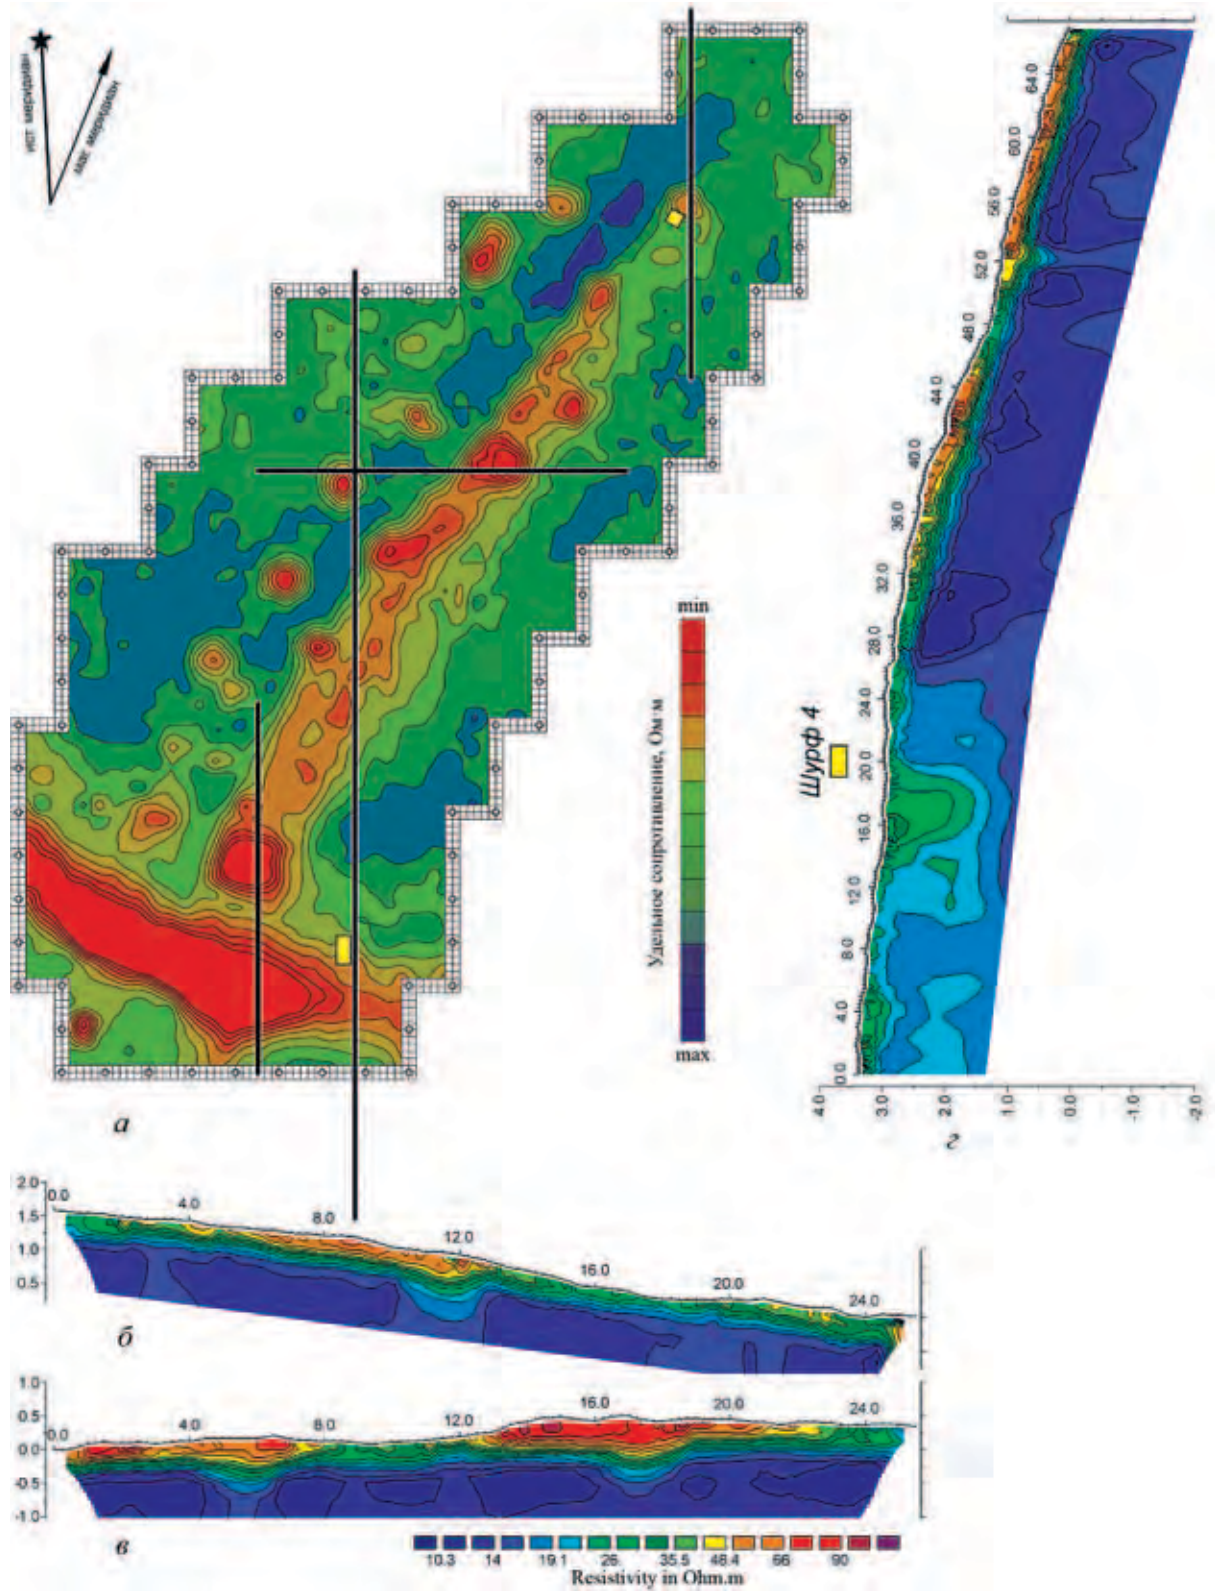 ист меридиан
маг меридиан
64.0
60.0
56.0
52.0
48.0
44.0
40.0
36.0
32.0
28.0
24.0
20.0
16.0
12.0
8.0
4.0
0.0
Шурф 4
4.0 3.0 2.0 1.0 0.0 -1.0 -2.0
г
min
Удельное сопротивление, Ом·м
max
а
2.0
1.5
1.0
0.5
0.0 4.0 8.0 12.0 16.0 20.0 24.0
б
1.0
0.5
0.0
-0.5
-1.0
0.0 4.0 8.0 12.0 16.0 20.0 24.0
в
10.3 14 19.1 26 35.5 48.4 66 90
Resistivity in Ohm.m